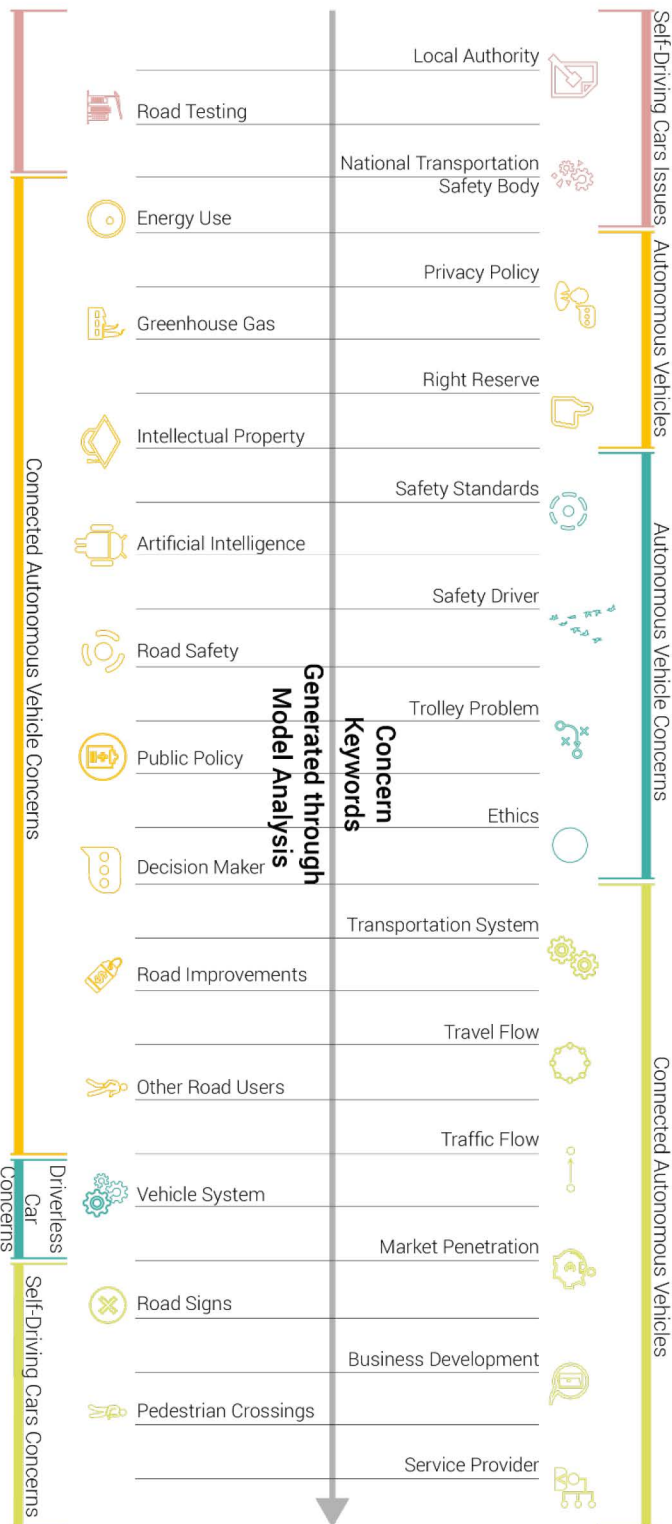 Self-Driving Cars Issues
Local Authority
Road Testing
National Transportation
Safety Body
Energy Use
Autonomous Vehicles
Privacy Policy
Greenhouse Gas
Right Reserve
Intellectual Property
Connected Autonomous Vehicle Concerns
Autonomous Vehicle Concerns
Safety Standards
Artificial Intelligence
Safety Driver
Road Safety
Concern
Keywords
Generated through
Model Analysis
Trolley Problem
Public Policy
Ethics
Decision Maker
Connected Autonomous Vehicles
Transportation System
Road Improvements
Travel Flow
Other Road Users
Traffic Flow
Driverless
Car
Concerns
Vehicle System
Market Penetration
Self-Driving Cars Concerns
Road Signs
Business Development
Pedestrian Crossings
Service Provider